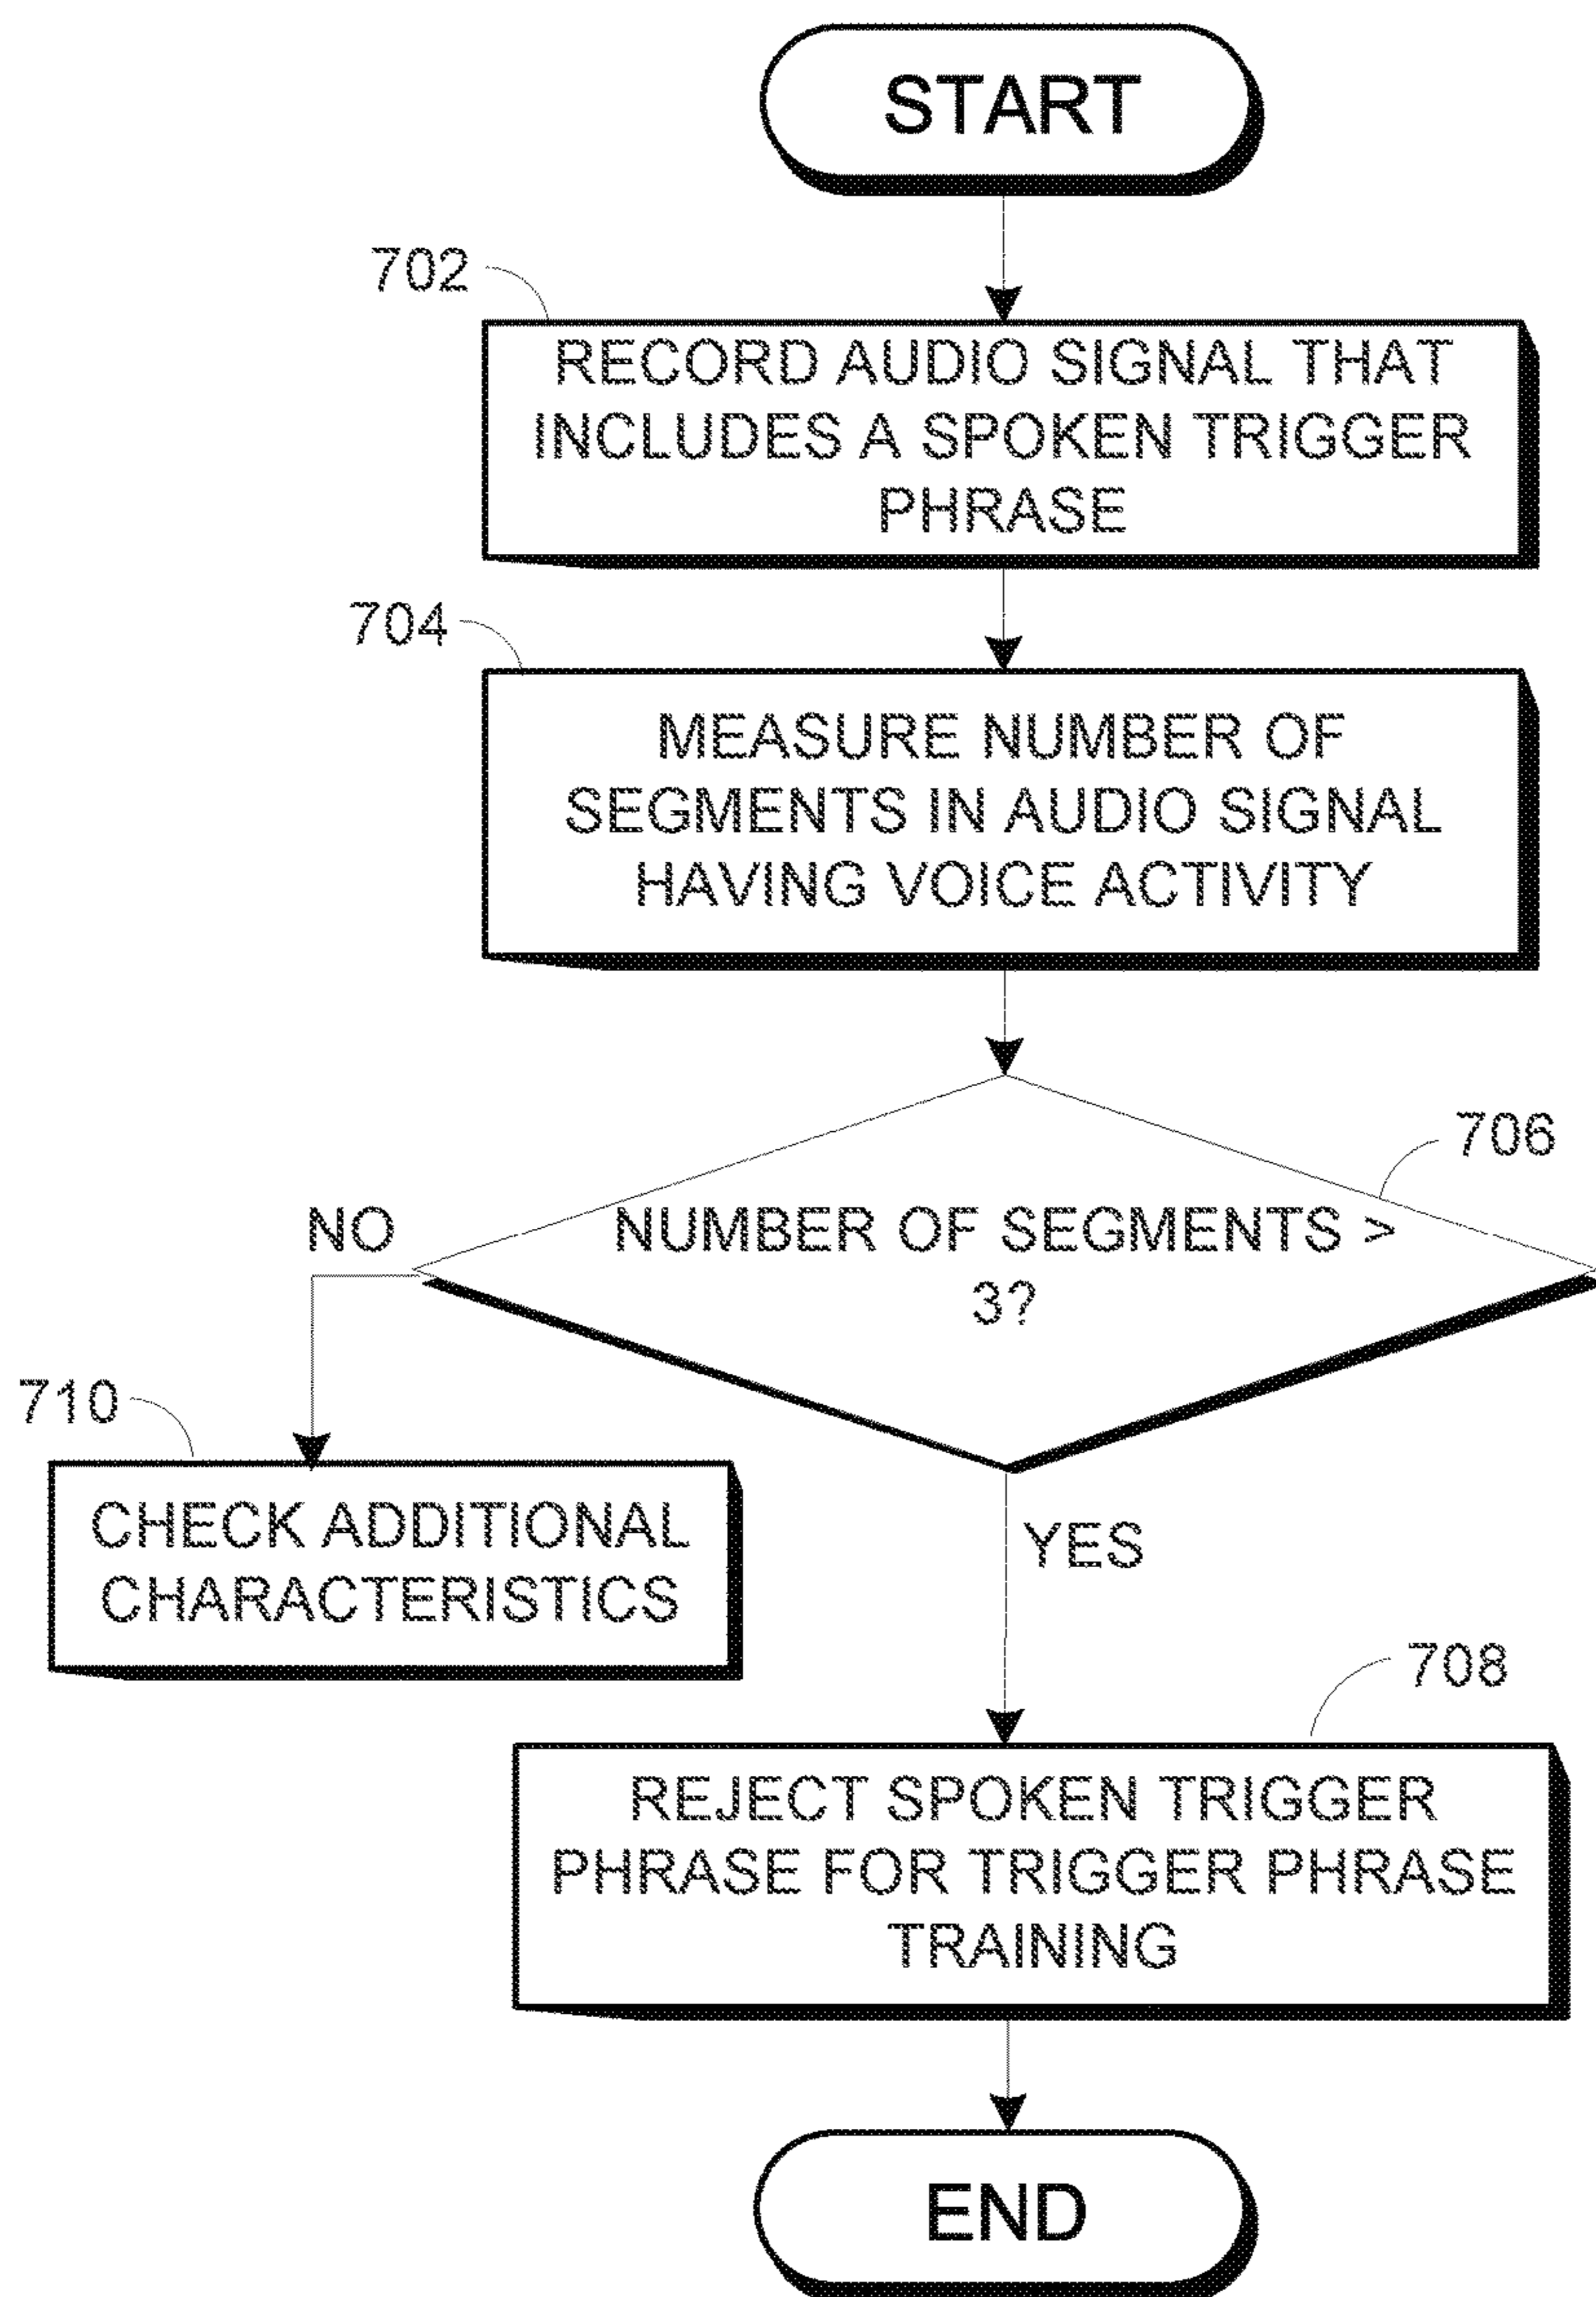 START
702
RECORD AUDIO SIGNAL THAT
INCLUDES A SPOKEN TRIGGER
PHRASE
704
MEASURE NUMBER OF
SEGMENTS IN AUDIO SIGNAL
HAVING VOICE ACTIVITY
706
NO
NUMBER OF SEGMENTS >
3?
710
CHECK ADDITIONAL
CHARACTERISTICS
YES
708
REJECT SPOKEN TRIGGER
PHRASE FOR TRIGGER PHRASE
TRAINING
END